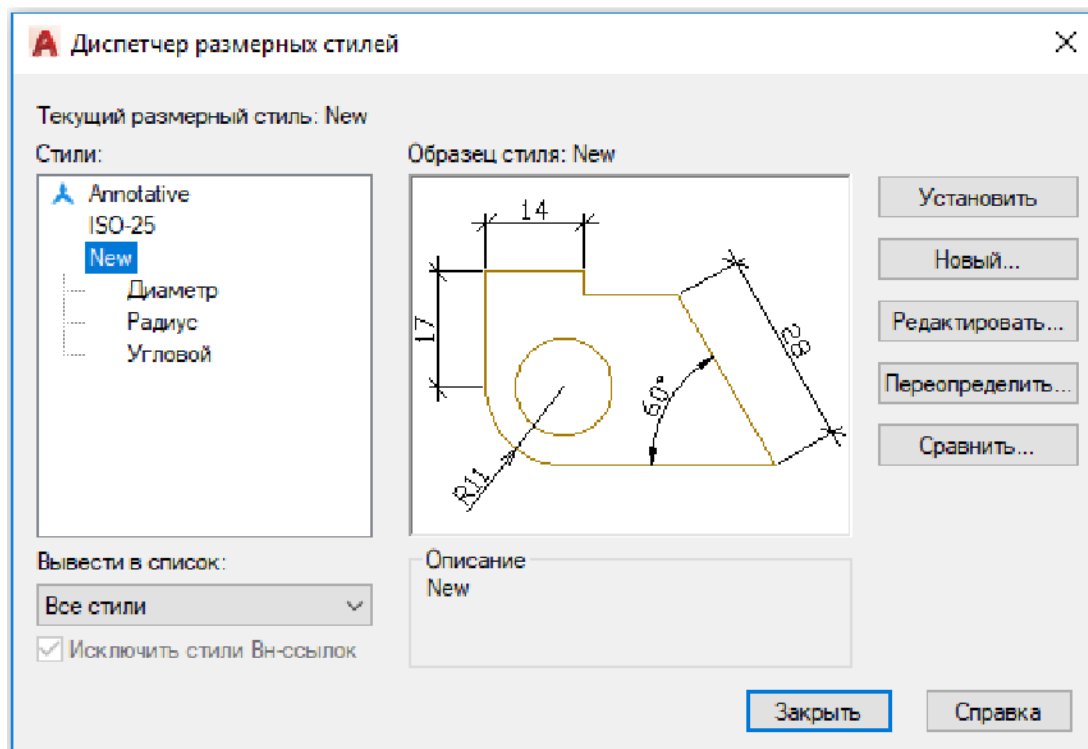 Диспетчер размерных стилей
Текущий размерный стиль: New
Стили:
Annotative
ISO-25
New
Диаметр
Радиус
Угловой
Образец стиля: New
14
17
28
60°
R11
Установить
Новый...
Редактировать...
Переопределить...
Сравнить...
Вывести в список:
Все стили
Исключить стили Вн-ссылок
Описание
New
Закрыть
Справка